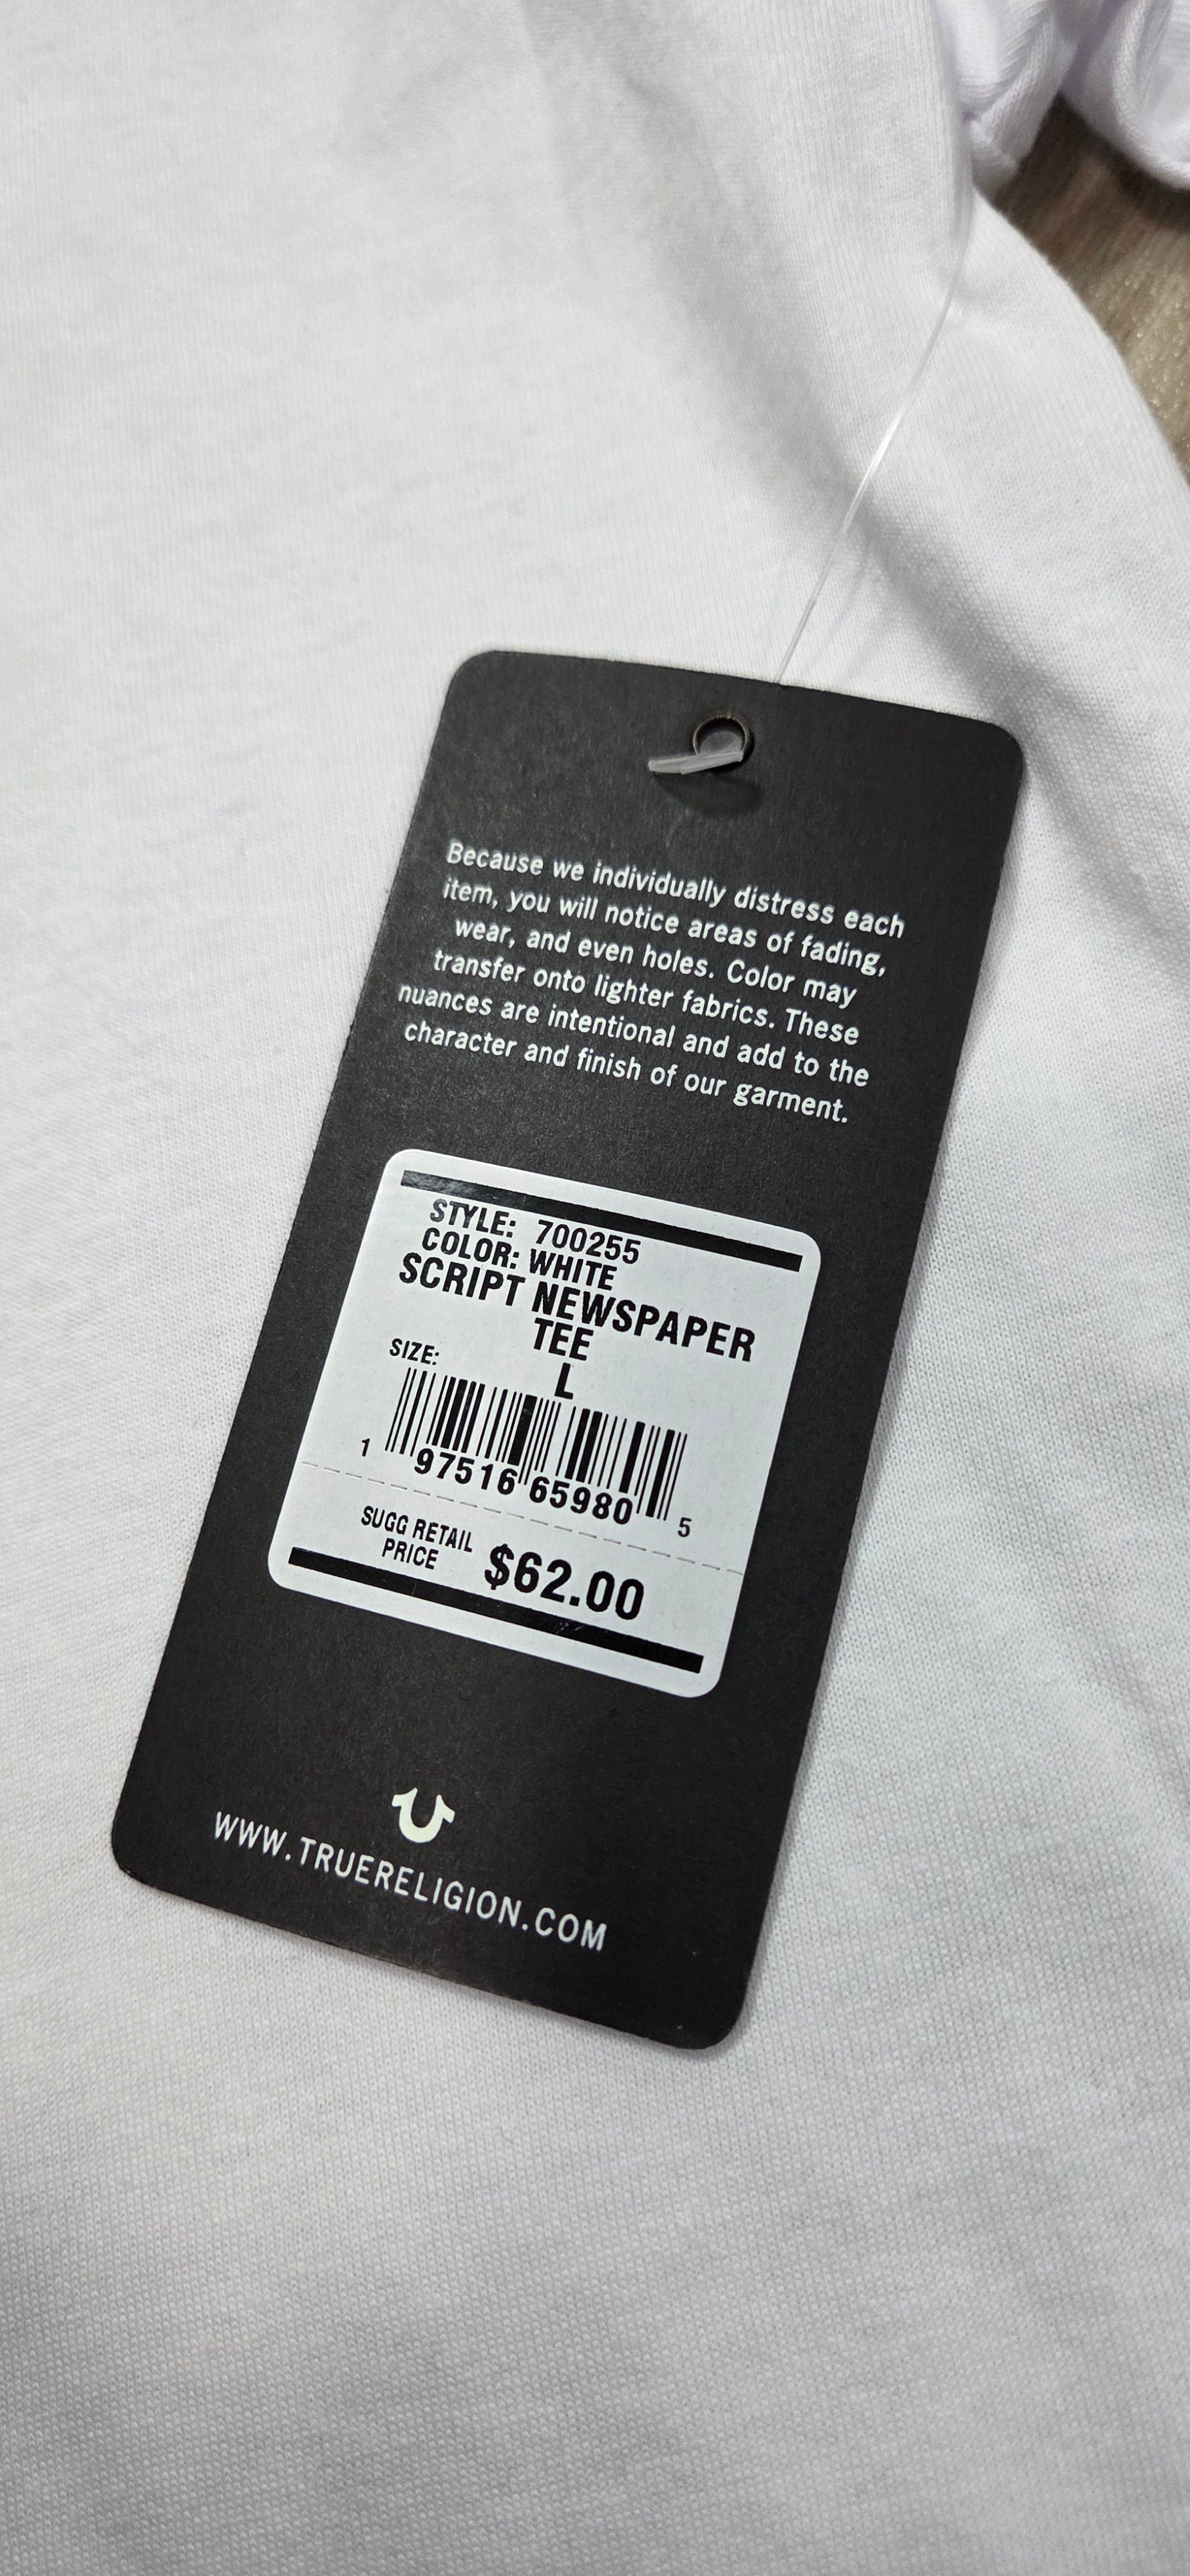 Because we individually distress each
item, you will notice areas of fading,
wear, and even holes. Color may
transfer onto lighter fabrics. These
nuances are intentional and add to the
character and finish of our garment.
STYLE: 700255
COLOR: WHITE
SCRIPT NEWSPAPER
TEE
SIZE: L
1 97516 65980 5
SUGG RETAIL
PRICE $62.00
WWW.TRUERELIGION.COM